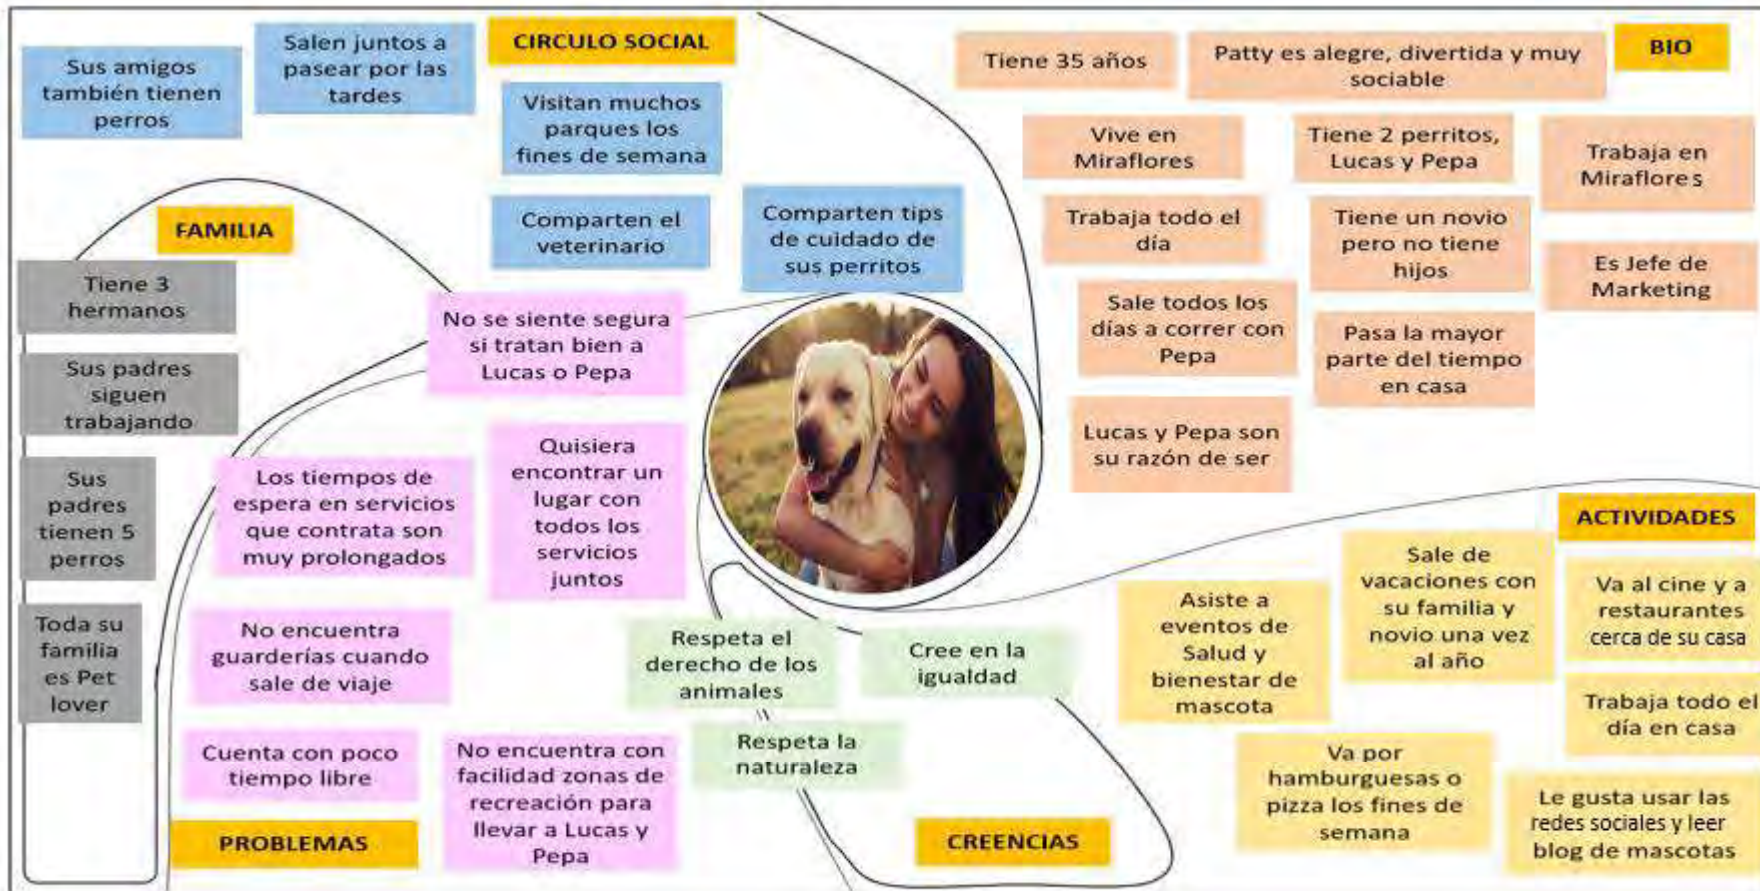 CIRCULO SOCIAL
Sus amigos
también tienen
perros
Salen juntos a
pasear por las
tardes
Visitan muchos
parques los
fines de semana
Comparten el
veterinario
Comparten tips
de cuidado de
sus perritos
BIO
Tiene 35 años
Patty es alegre, divertida y muy
sociable
Vive en
Miraflores
Tiene 2 perritos,
Lucas y Pepa
Trabaja en
Miraflores
Trabaja todo el
día
Tiene un novio
pero no tiene
hijos
Es Jefe de
Marketing
Sale todos los
días a correr con
Pepa
Pasa la mayor
parte del tiempo
en casa
Lucas y Pepa son
su razón de ser
FAMILIA
Tiene 3
hermanos
Sus padres
siguen
trabajando
Sus
padres
tienen 5
perros
Toda su
familia
es Pet
lover
No se siente segura
si tratan bien a
Lucas o Pepa
Los tiempos de
espera en servicios
que contrata son
muy prolongados
Quisiera
encontrar un
lugar con
todos los
servicios
juntos
No encuentra
guarderías cuando
sale de viaje
Cuenta con poco
tiempo libre
No encuentra con
facilidad zonas de
recreación para
llevar a Lucas y
Pepa
PROBLEMAS
Respeta el
derecho de los
animales
Cree en la
igualdad
Respeta la
naturaleza
CREENCIAS
ACTIVIDADES
Asiste a
eventos de
Salud y
bienestar de
mascota
Sale de
vacaciones con
su familia y
novio una vez
al año
Va al cine y a
restaurantes
cerca de su casa
Trabaja todo el
día en casa
Va por
hamburguesas o
pizza los fines de
semana
Le gusta usar las
redes sociales y leer
blog de mascotas